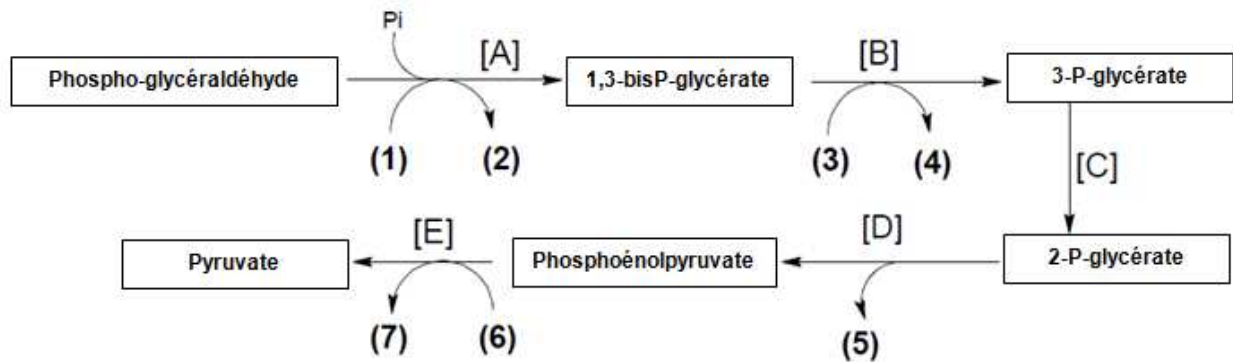 Pi
[A]
[B]
Phospho-glycéraldéhyde
1,3-bisP-glycérate
3-P-glycérate
(1)
(2)
(3)
(4)
[C]
[E]
[D]
Pyruvate
Phosphoénolpyruvate
2-P-glycérate
(7)
(6)
(5)